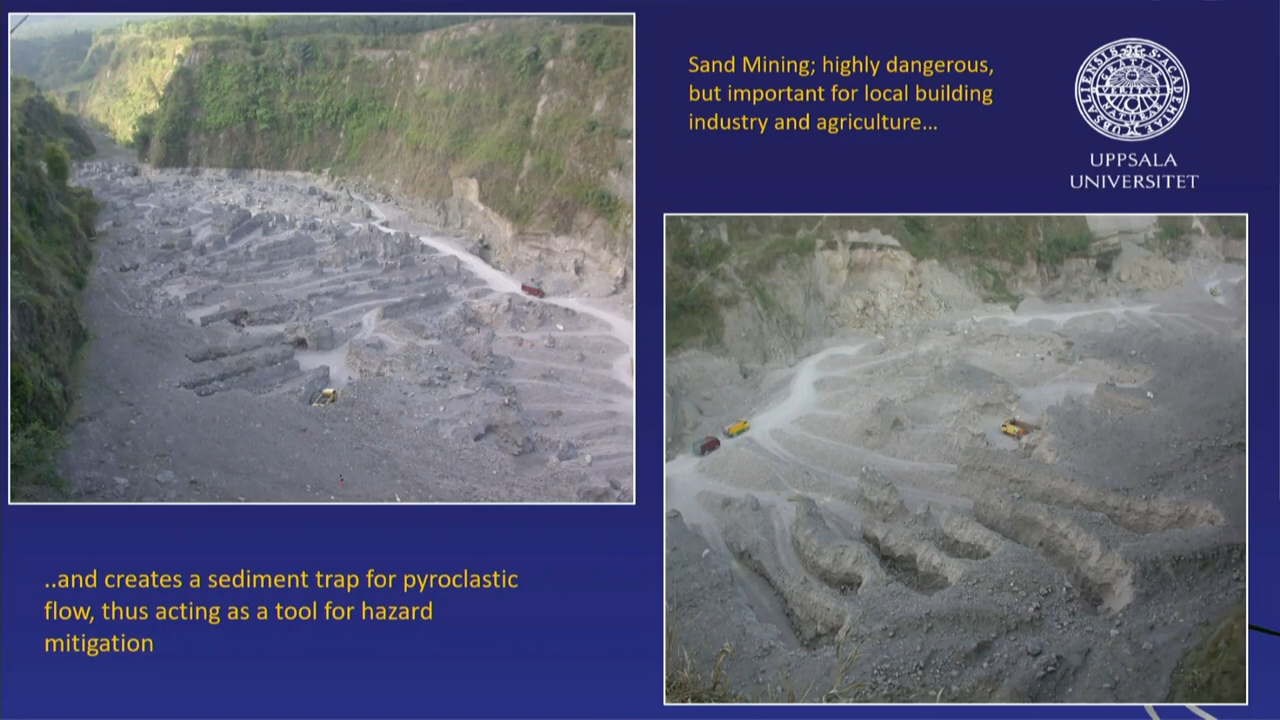 Sand Mining; highly dangerous,
but important for local building
industry and agriculture…
UPPSALA
UNIVERSITET
..and creates a sediment trap for pyroclastic
flow, thus acting as a tool for hazard
mitigation